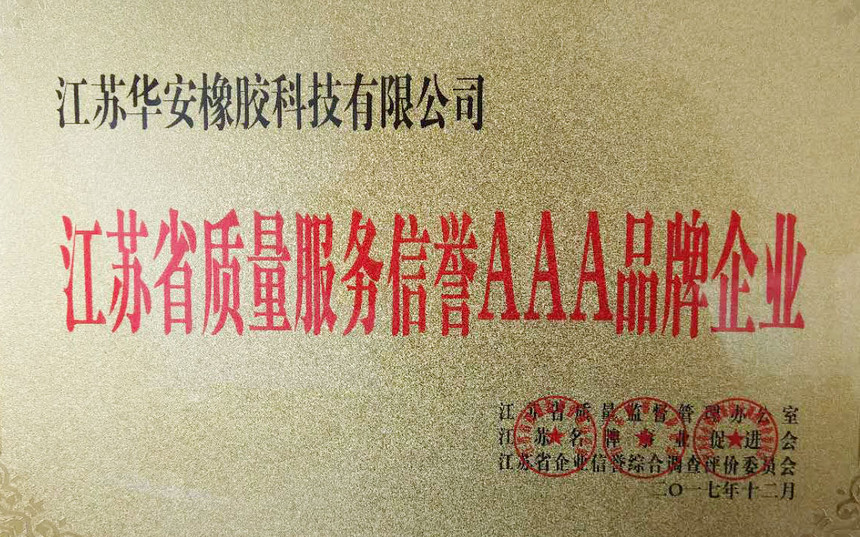 江苏华安橡胶科技有限公司
江苏省质量服务信誉AAA品牌企业
江苏省质量监督管理办公室
江苏名牌事业促进会
江苏省企业信誉综合调查评价委员会
二〇一七年十二月